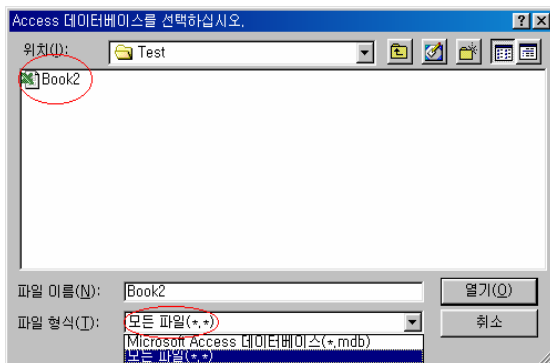 Access 데이터베이스를 선택하십시오.
위치(I):
Test
Book2
파일 이름(N):
Book2
열기(O)
파일 형식(T):
모든 파일(*.*)
취소
Microsoft Access 데이터베이스(*.mdb)
모든 파일(*.*)